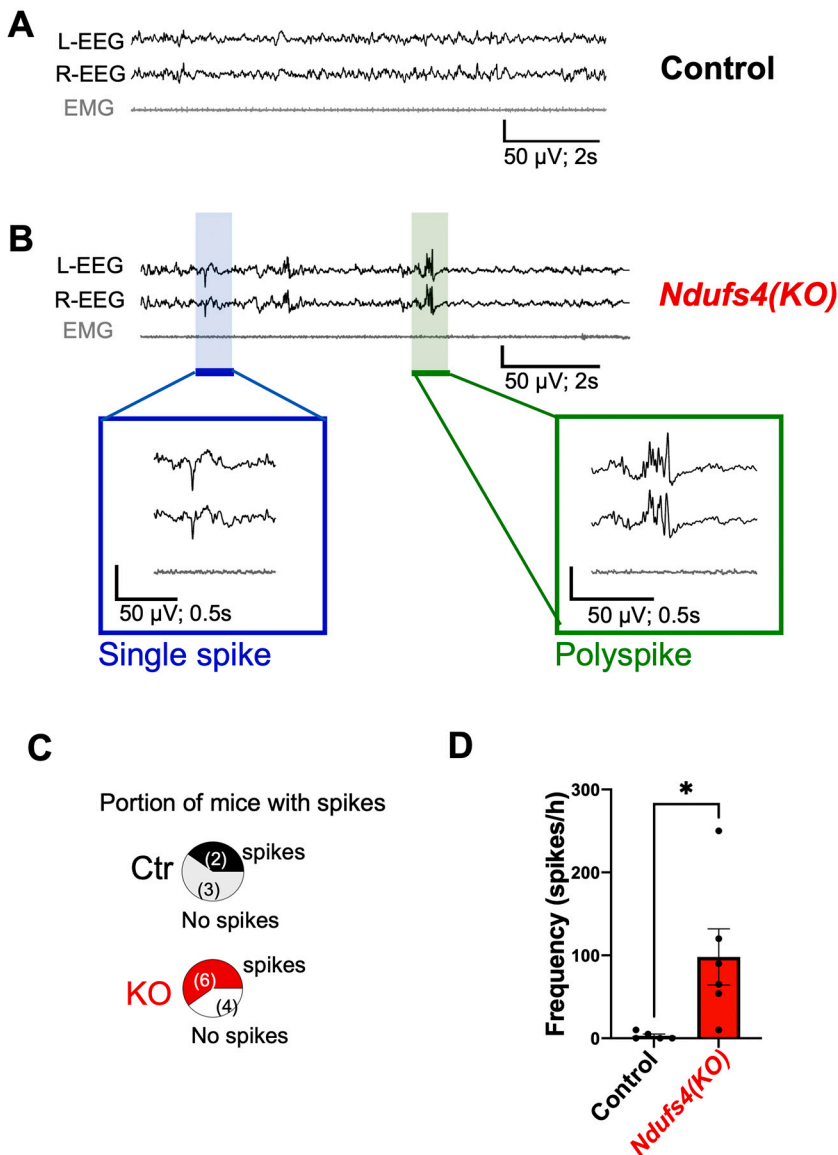 A
L-EEG
R-EEG
EMG
Control
50 µV; 2s
B
L-EEG
R-EEG
EMG
Ndufs4(KO)
50 µV; 2s
50 µV; 0.5s
50 µV; 0.5s
Single spike
Polyspike
C
Portion of mice with spikes
Ctr
(2)
spikes
(3)
No spikes
KO
(6)
spikes
(4)
No spikes
D
Frequency (spikes/h)
300
200
100
0
*
Control
Ndufs4(KO)